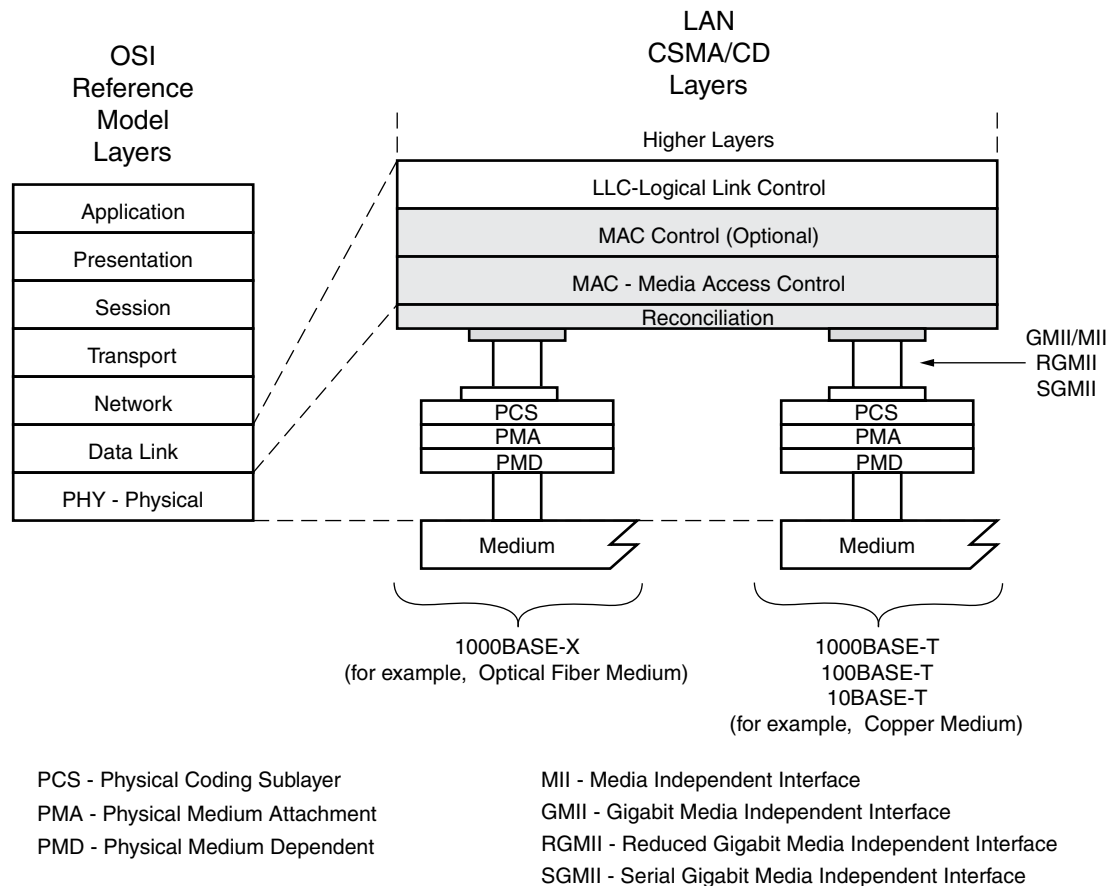 OSI
Reference
Model
Layers
Application
Presentation
Session
Transport
Network
Data Link
PHY - Physical
LAN
CSMA/CD
Layers
Higher Layers
LLC-Logical Link Control
MAC Control (Optional)
MAC - Media Access Control
Reconciliation
GMII/MII
RGMII
SGMII
PCS
PMA
PMD
Medium
1000BASE-X
(for example, Optical Fiber Medium)
PCS
PMA
PMD
Medium
1000BASE-T
100BASE-T
10BASE-T
(for example, Copper Medium)
PCS - Physical Coding Sublayer
PMA - Physical Medium Attachment
PMD - Physical Medium Dependent
MII - Media Independent Interface
GMII - Gigabit Media Independent Interface
RGMII - Reduced Gigabit Media Independent Interface
SGMII - Serial Gigabit Media Independent Interface